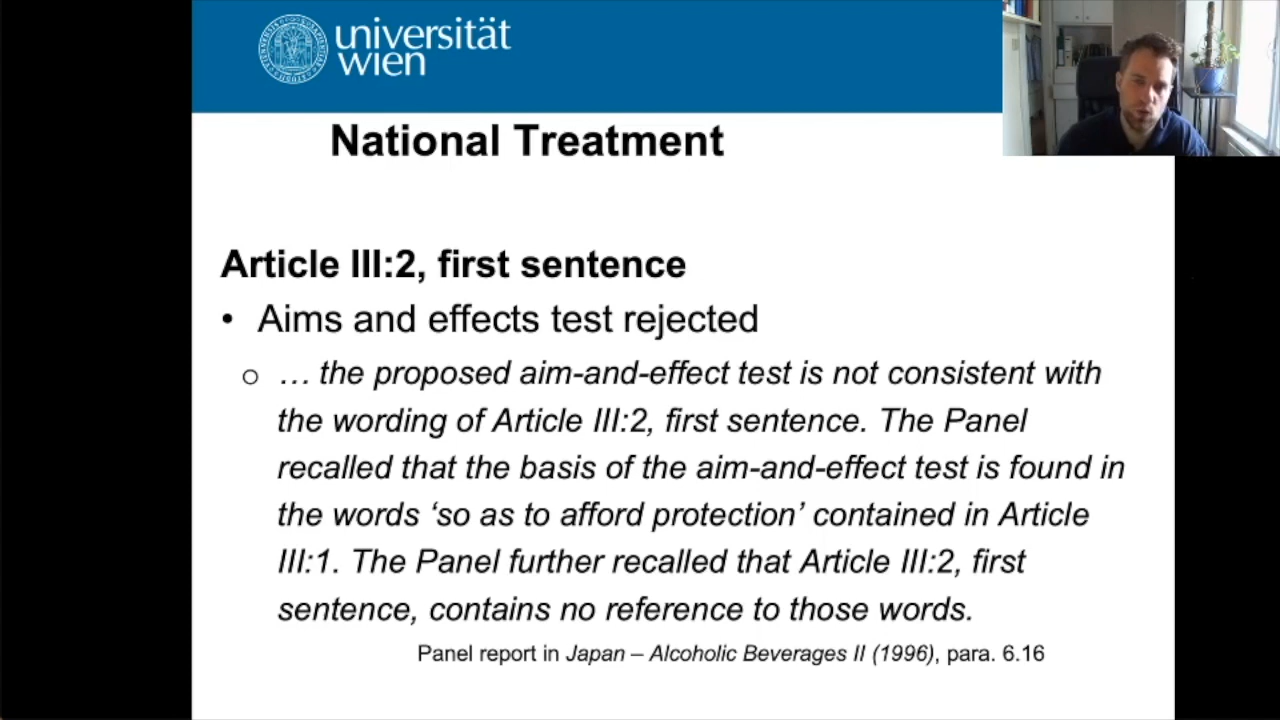 universität
wien
National Treatment
Article III:2, first sentence
• Aims and effects test rejected
o … the proposed aim-and-effect test is not consistent with
the wording of Article III:2, first sentence. The Panel
recalled that the basis of the aim-and-effect test is found in
the words ‘so as to afford protection’ contained in Article
III:1. The Panel further recalled that Article III:2, first
sentence, contains no reference to those words.
Panel report in Japan – Alcoholic Beverages II (1996), para. 6.16